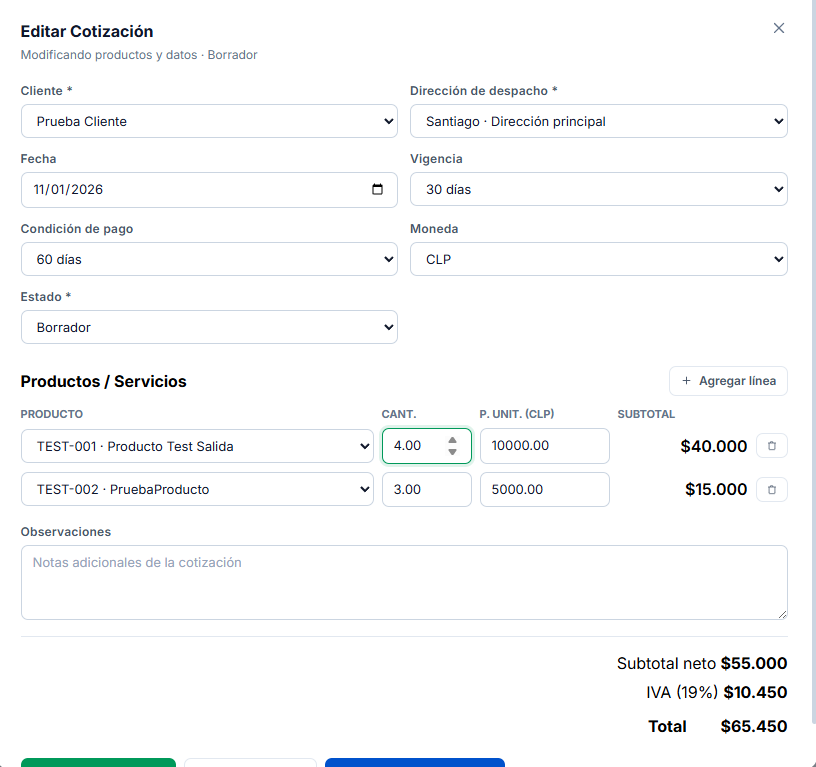 Editar Cotización
Modificando productos y datos · Borrador
Cliente * Dirección de despacho *
Prueba Cliente Santiago · Dirección principal
Fecha Vigencia
11/01/2026 30 días
Condición de pago Moneda
60 días CLP
Estado *
Borrador
Productos / Servicios + Agregar línea
PRODUCTO CANT. P. UNIT. (CLP) SUBTOTAL
TEST-001 · Producto Test Salida 4.00 10000.00 $40.000
TEST-002 · PruebaProducto 3.00 5000.00 $15.000
Observaciones
Notas adicionales de la cotización
Subtotal neto $55.000
IVA (19%) $10.450
Total $65.450